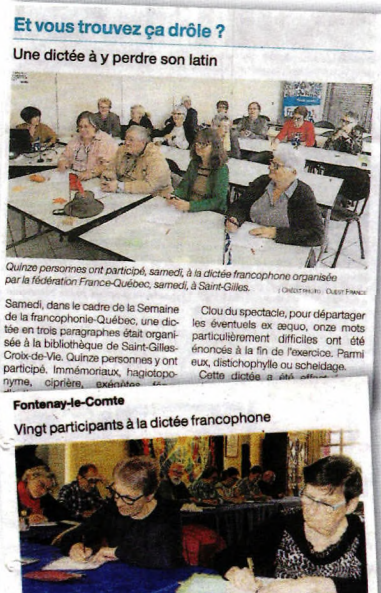 Et vous trouvez ça drôle ?
Une dictée à y perdre son latin
Quinze personnes ont participé, samedi, à la dictée francophone organisée
par la fédération France-Québec, samedi, à Saint-Gilles.
| CRÉDIT PHOTO : OUEST FRANCE
Samedi, dans le cadre de la Semaine
de la francophonie-Québec, une dic-
tée en trois paragraphes était organi-
sée à la bibliothèque de Saint-Gilles-
Croix-de-Vie. Quinze personnes y ont
participé. Immémoriaux, hagiotopo-
nyme, ciprière, exégètes
Clou du spectacle, pour départager
les éventuels ex æquo, onze mots
particulièrement difficiles ont été
énoncés à la fin de l'exercice. Parmi
eux, distichophylle ou scheidage.
Cette dictée a été
Fontenay-le-Comte
Vingt participants à la dictée francophone